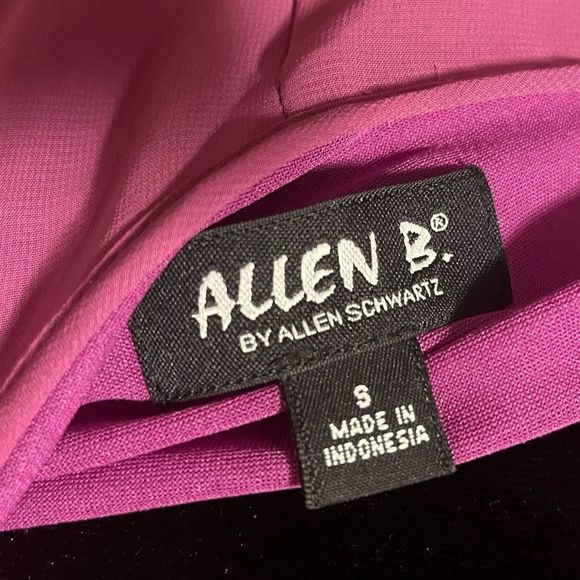 ALLEN B.®
BY ALLEN SCHWARTZ
S
MADE IN
INDONESIA